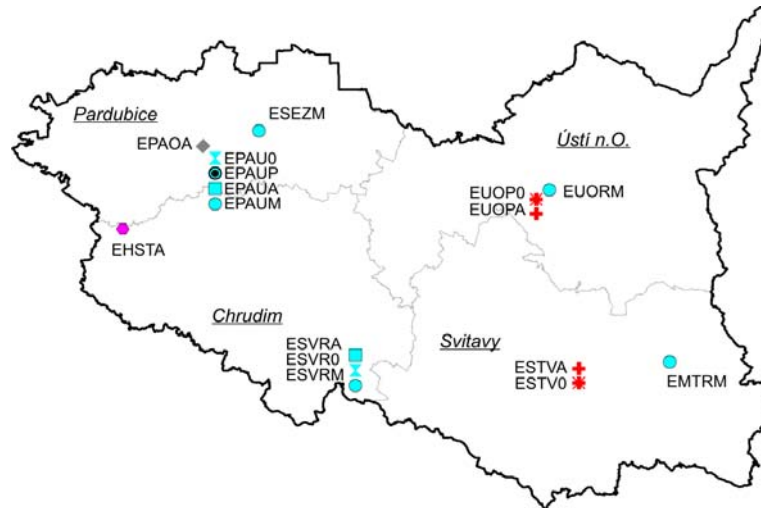 Pardubice
ESEZM
EPAOA
EPAU0
EPAUP
EPAUA
EPAUM
Ústí n.O.
EUOP0
EUORM
EUOPA
EHSTA
Chrudim
ESVRA
ESVR0
ESVRM
Svitavy
ESTVA
ESTV0
EMTRM